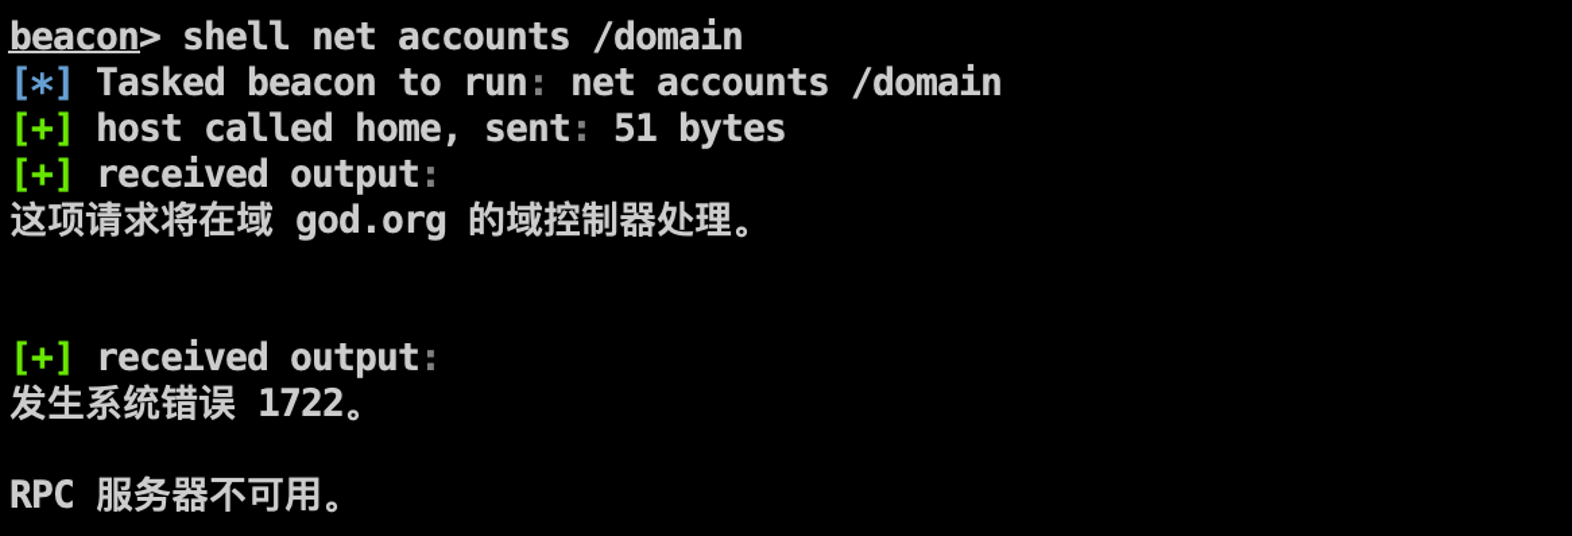 beacon> shell net accounts /domain
[*] Tasked beacon to run: net accounts /domain
[+] host called home, sent: 51 bytes
[+] received output:
这项请求将在域 god.org 的域控制器处理。
[+] received output:
发生系统错误 1722。
RPC 服务器不可用。